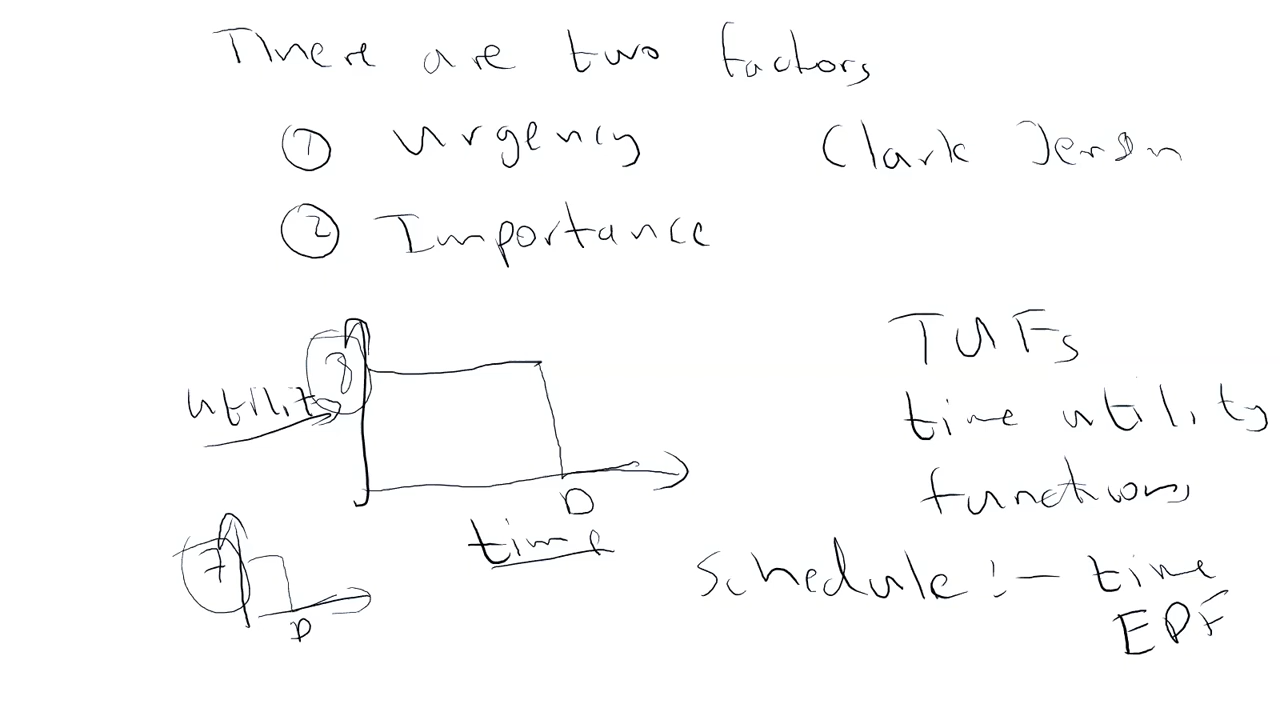 There are two factors
① urgency
Clark Jensen
② Importance
8
utility
D
time
7
D
TUFs
time utility
functions
Schedule :- time
EDF